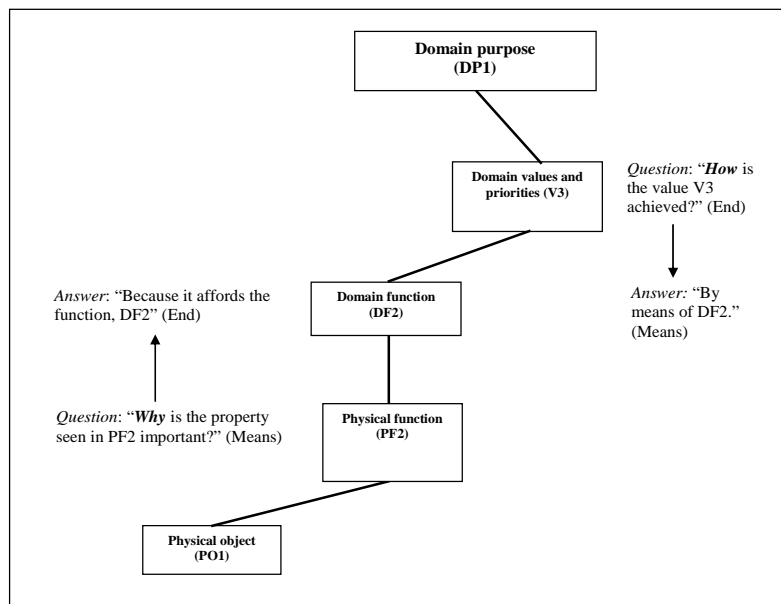 Domain purpose
(DP1)
Domain values and
priorities (V3)
Question: “How is
the value V3
achieved?” (End)
Answer: “Because it affords the
function, DF2” (End)
Domain function
(DF2)
Answer: “By
means of DF2.”
(Means)
Question: “Why is the property
seen in PF2 important?” (Means)
Physical function
(PF2)
Physical object
(PO1)